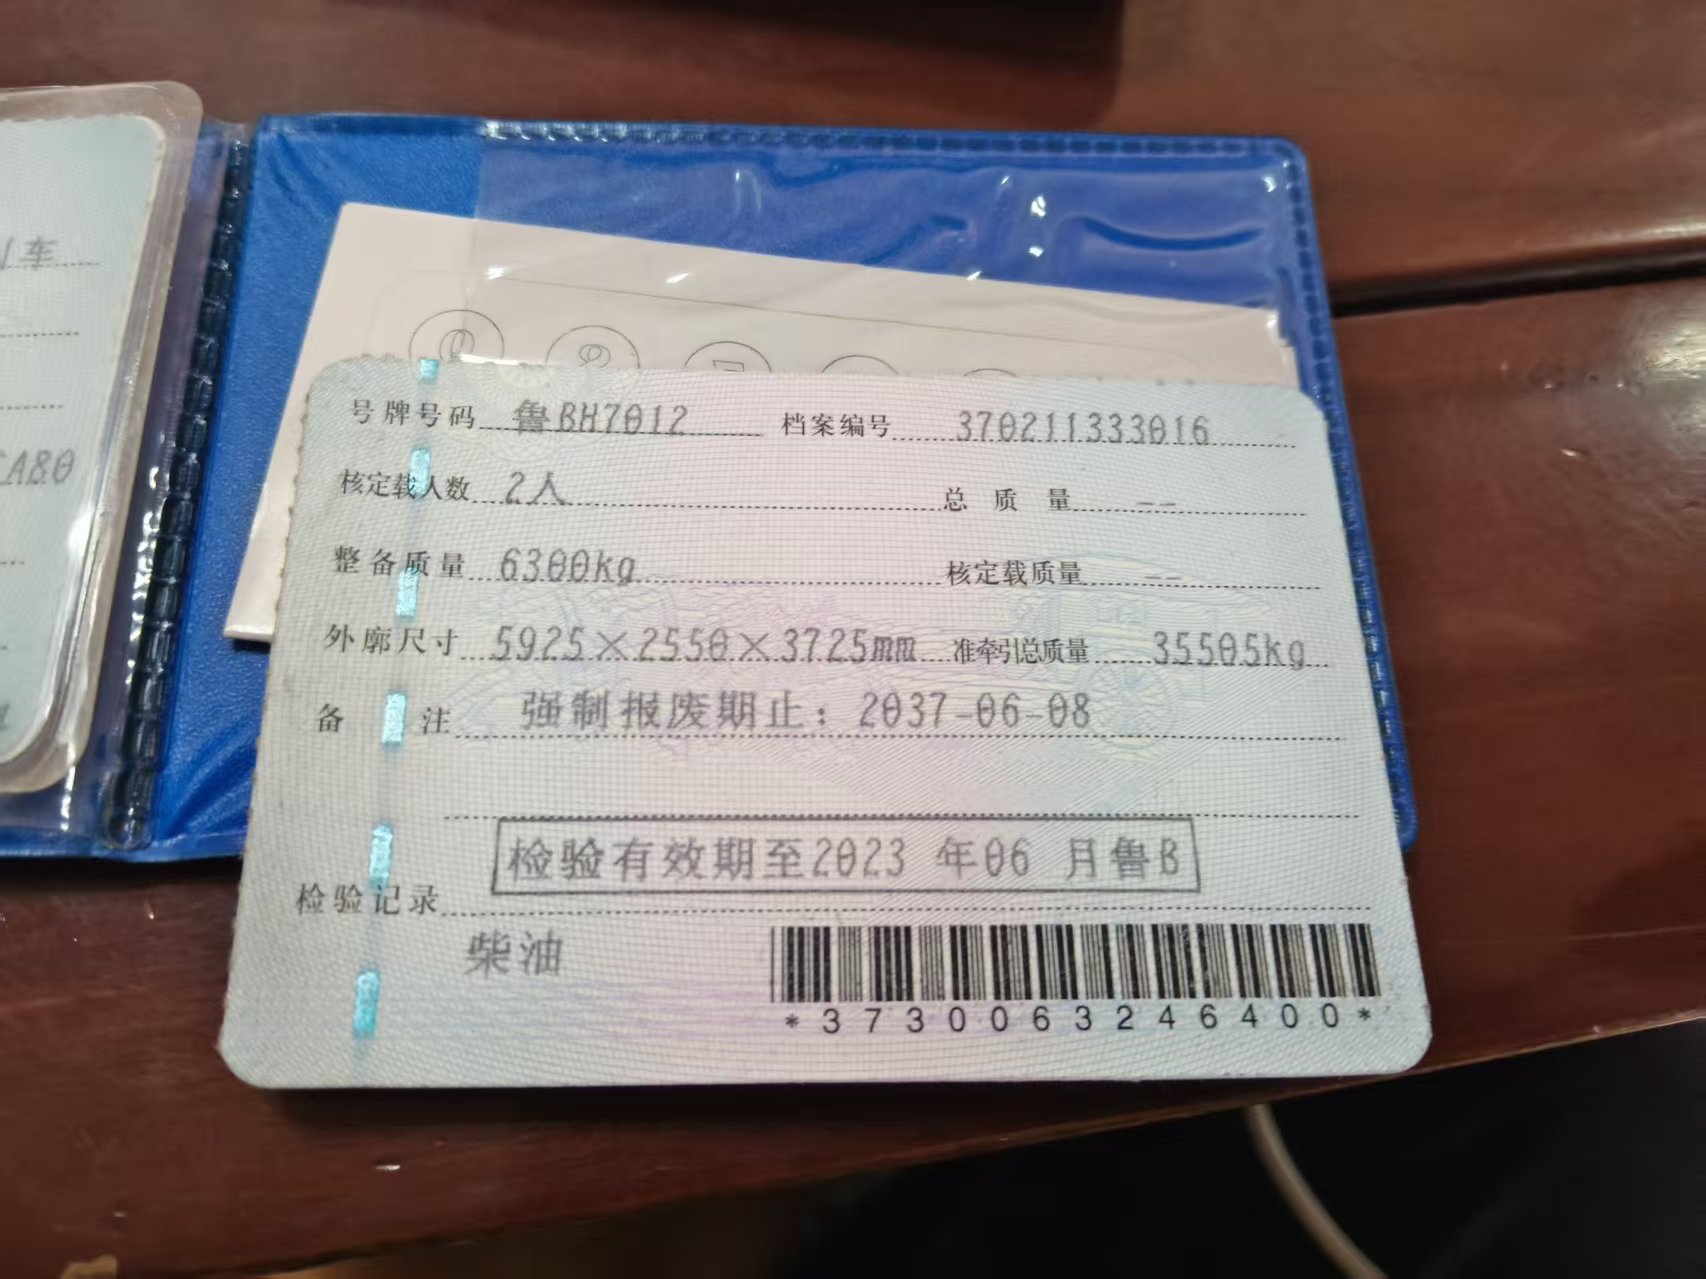 车
A80
号牌号码 鲁BH7012 档案编号 370211333016
核定载人数 2人 总质量 --
整备质量 6300kg 核定载质量 --
外廓尺寸 5925×2550×3725mm 准牵引总质量 35505kg
备注 强制报废期止：2037-06-08
检验有效期至2023 年06 月鲁B
检验记录
柴油
*3730063246400*